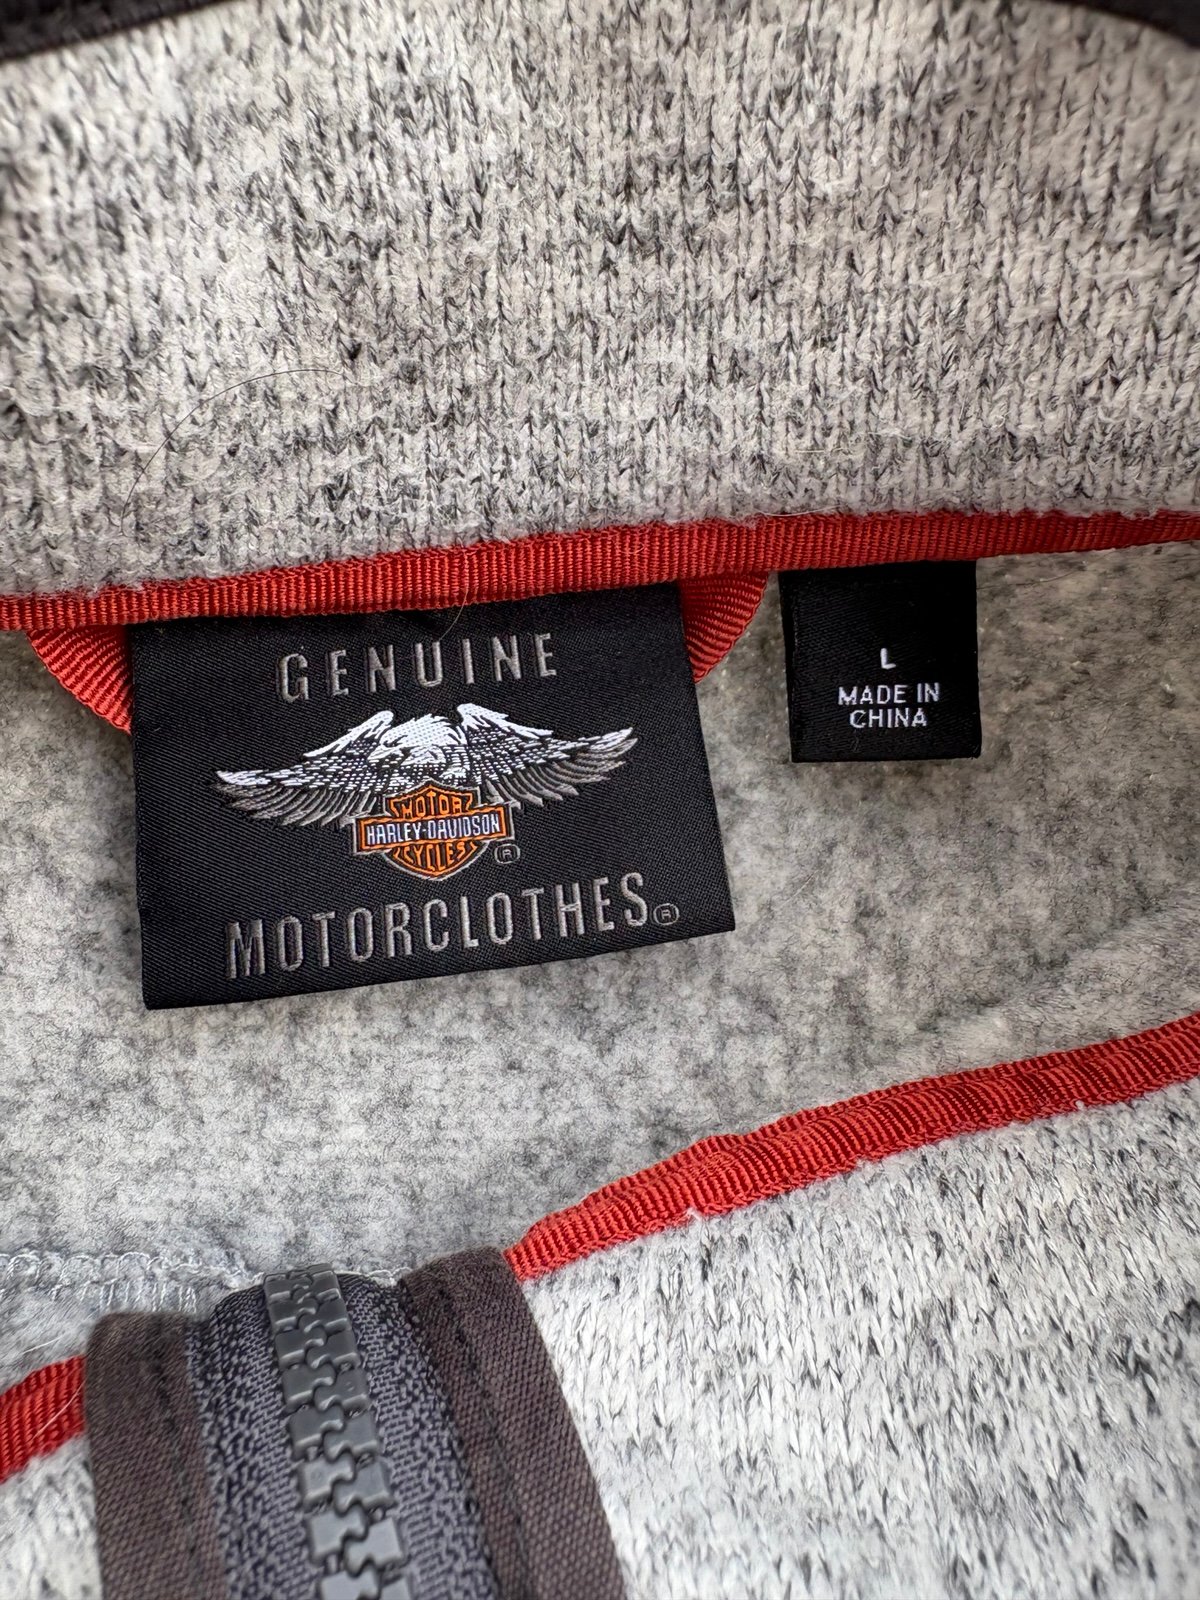 GENUINE
MOTOR
HARLEY-DAVIDSON
CYCLES
®
MOTORCLOTHES®
L
MADE IN
CHINA